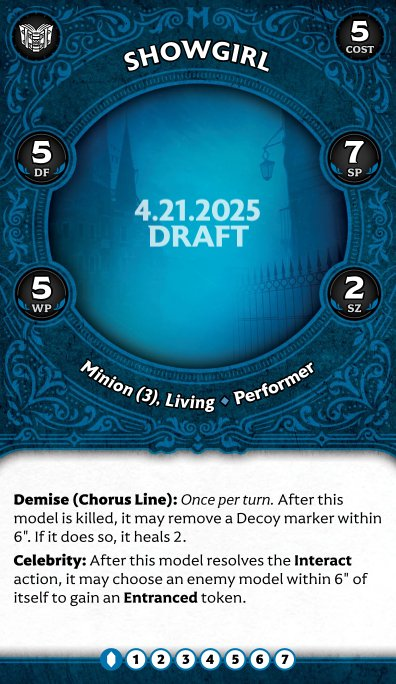 M
SHOWGIRL
5
COST
5
DF
7
SP
4.21.2025
DRAFT
5
WP
2
SZ
Minion (3), Living ◆ Performer
Demise (Chorus Line): Once per turn. After this
model is killed, it may remove a Decoy marker within
6". If it does so, it heals 2.
Celebrity: After this model resolves the Interact
action, it may choose an enemy model within 6" of
itself to gain an Entranced token.
1 2 3 4 5 6 7